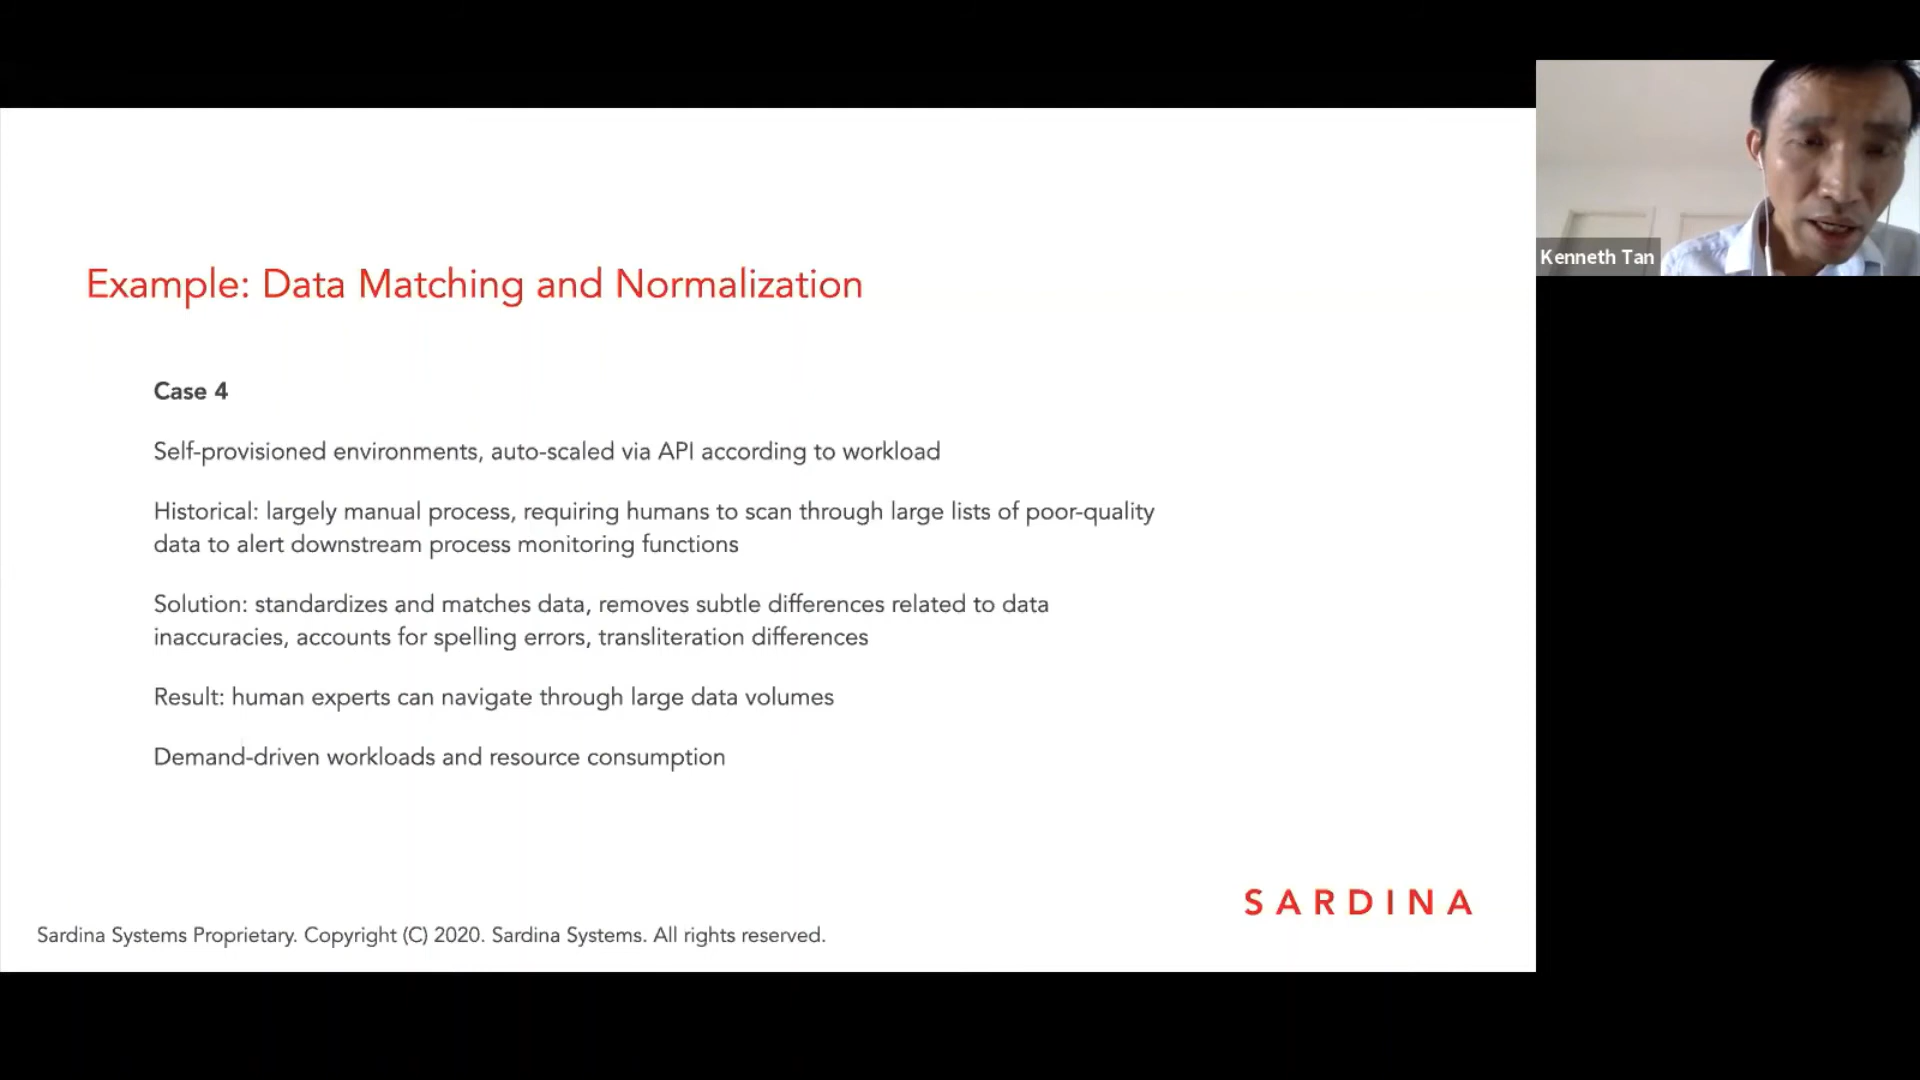 Example: Data Matching and Normalization
Case 4
Self-provisioned environments, auto-scaled via API according to workload
Historical: largely manual process, requiring humans to scan through large lists of poor-quality
data to alert downstream process monitoring functions
Solution: standardizes and matches data, removes subtle differences related to data
inaccuracies, accounts for spelling errors, transliteration differences
Result: human experts can navigate through large data volumes
Demand-driven workloads and resource consumption
SARDINA
Sardina Systems Proprietary. Copyright (C) 2020. Sardina Systems. All rights reserved.
Kenneth Tan